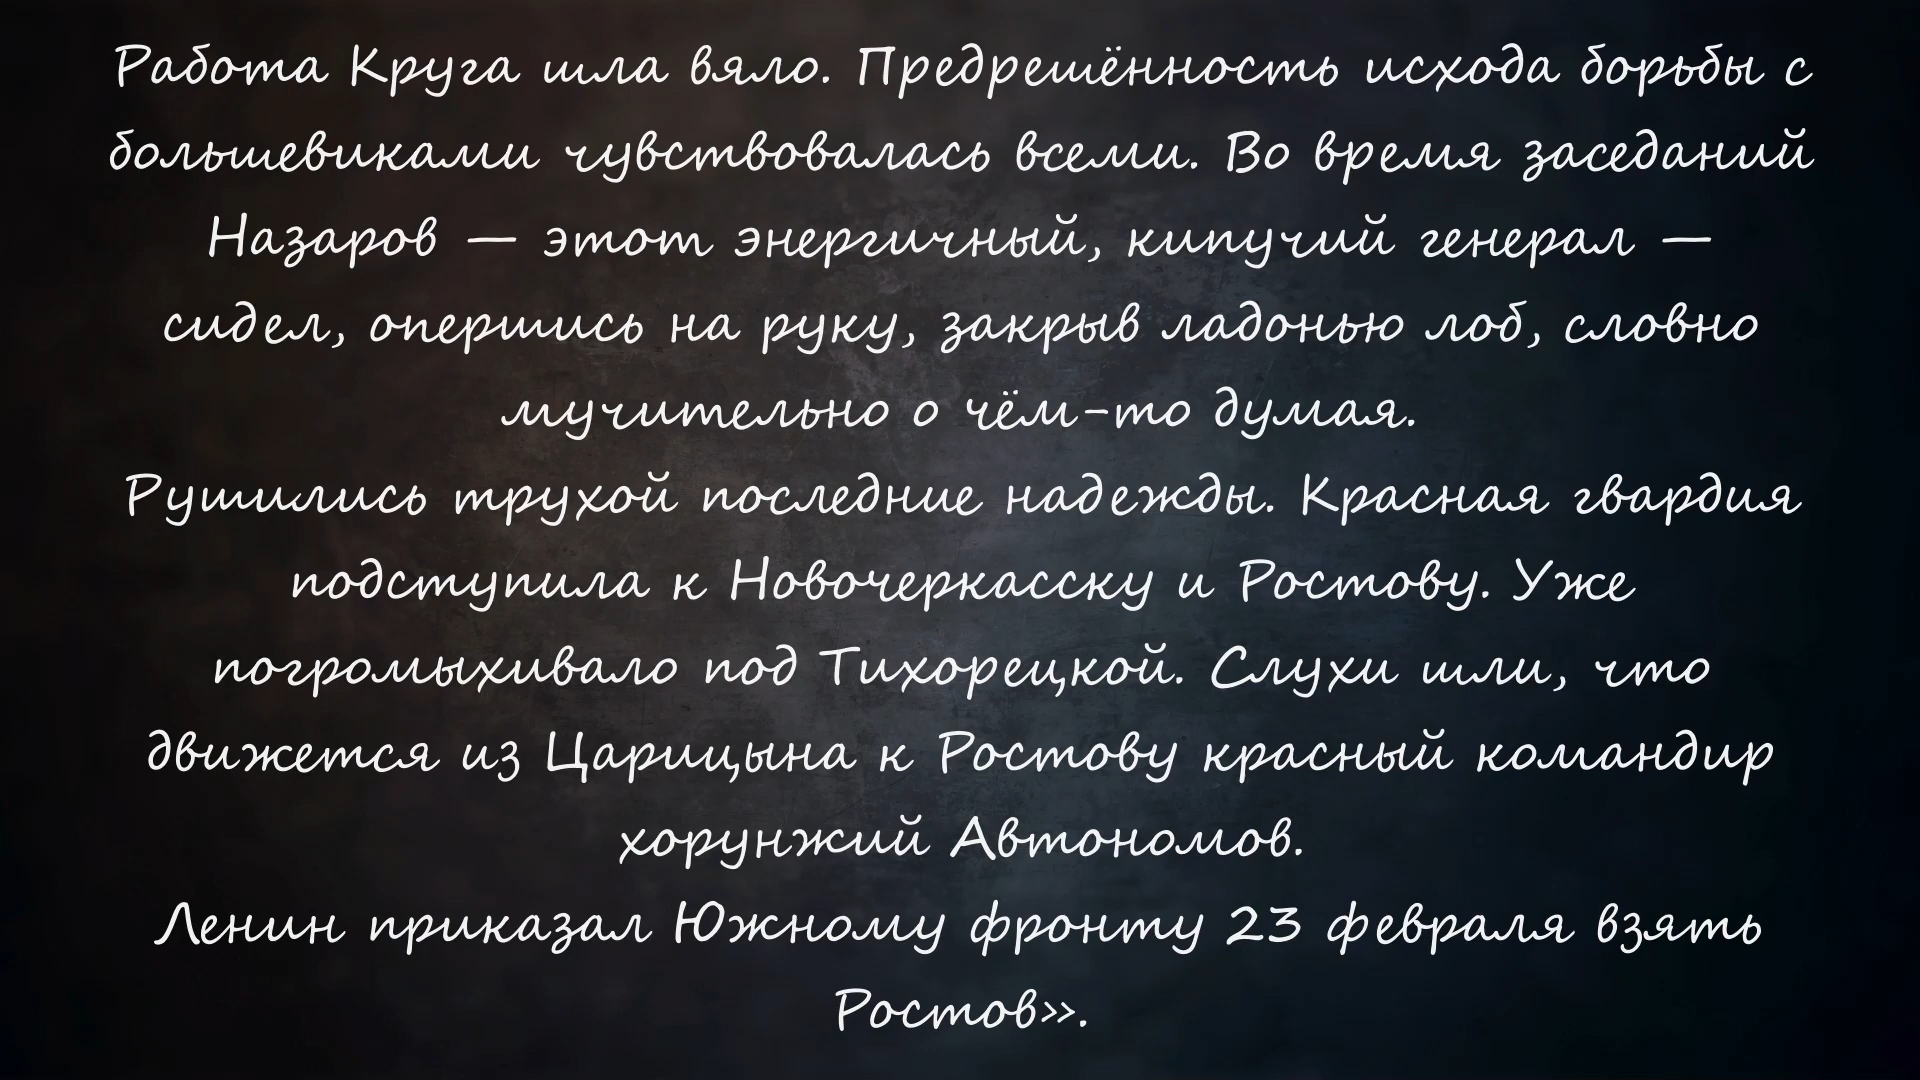 Работа Круга шла вяло. Предрешённость исхода борьбы с
большевиками чувствовалась всеми. Во время заседаний
Назаров — этот энергичный, кипучий генерал —
сидел, опершись на руку, закрыв ладонью лоб, словно
мучительно о чём-то думая.
Рушились трухой последние надежды. Красная гвардия
подступила к Новочеркасску и Ростову. Уже
погромыхивало под Тихорецкой. Слухи шли, что
движется из Царицына к Ростову красный командир
хорунжий Автономов.
Ленин приказал Южному фронту 23 февраля взять
Ростов».